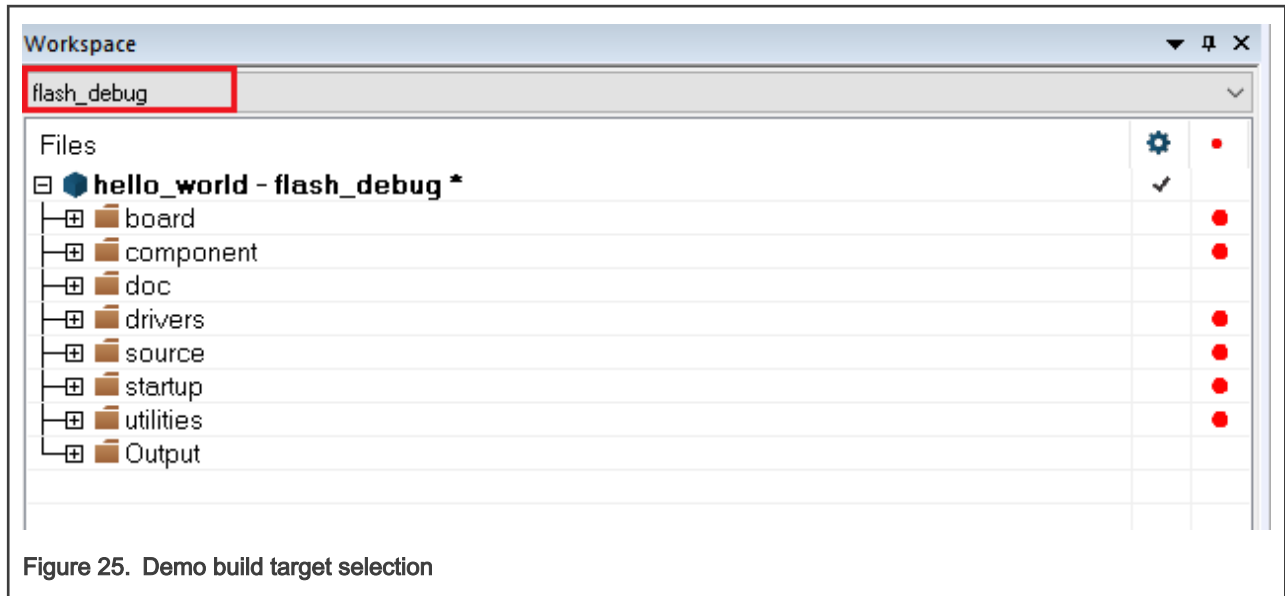 Workspace
flash_debug
Files
hello_world - flash_debug *
board
component
doc
drivers
source
startup
utilities
Output
Figure 25. Demo build target selection